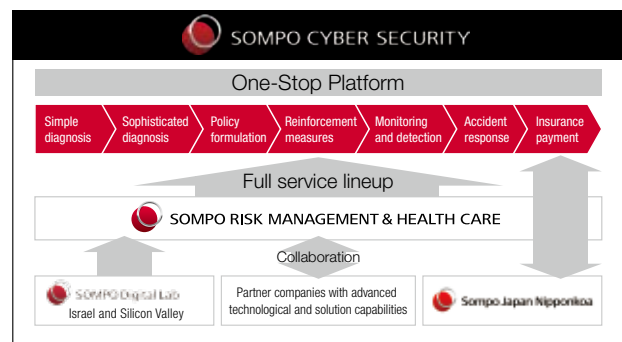 SOMPO CYBER SECURITY
One-Stop Platform
Simple
diagnosis
Sophisticated
diagnosis
Policy
formulation
Reinforcement
measures
Monitoring
and detection
Accident
response
Insurance
payment
Full service lineup
SOMPO RISK MANAGEMENT & HEALTH CARE
Collaboration
SOMPO Digital Lab
Israel and Silicon Valley
Partner companies with advanced
technological and solution capabilities
Sompo Japan Nipponkoa